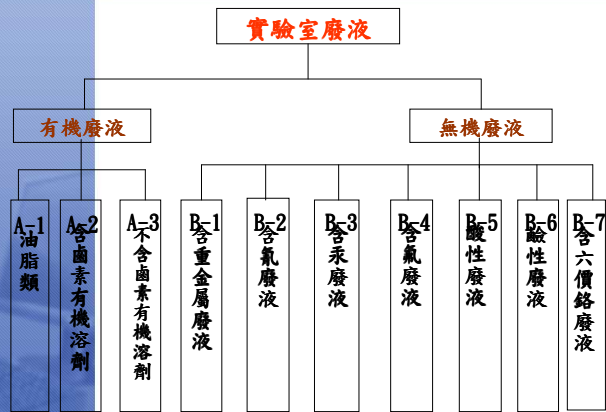 實驗室廢液
有機廢液
無機廢液
A-1
油脂類
A-2
含鹵素有機溶劑
A-3
不含鹵素有機溶劑
B-1
含重金屬廢液
B-2
含氰廢液
B-3
含汞廢液
B-4
含氟廢液
B-5
酸性廢液
B-6
鹼性廢液
B-7
含六價鉻廢液